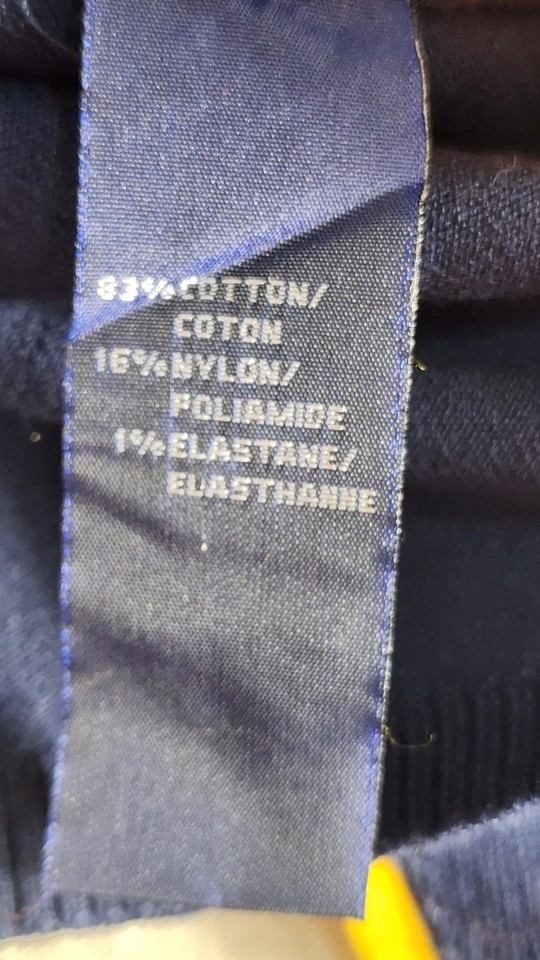 83% COTTON/
COTON
16% NYLON/
POLIAMIDE
1% ELASTANE/
ELASTHANNE